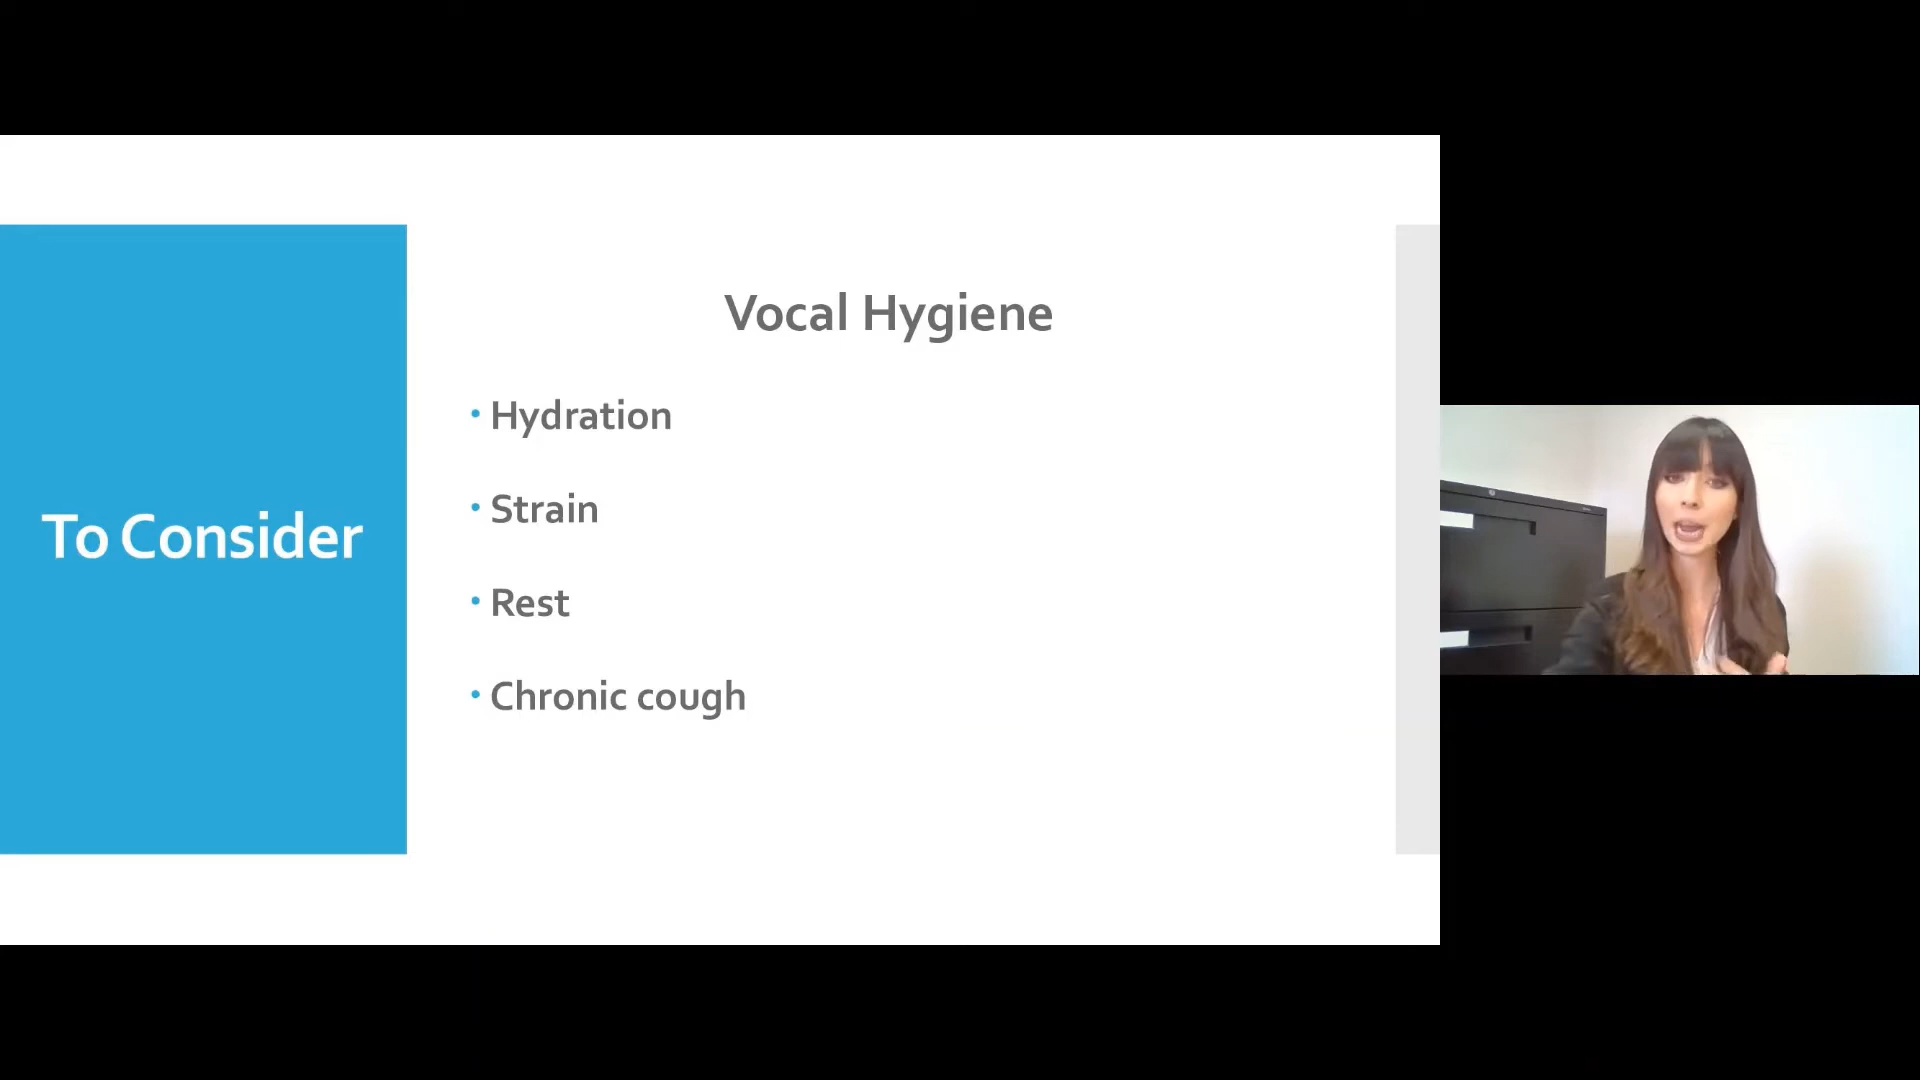 To Consider
Vocal Hygiene
• Hydration
• Strain
• Rest
• Chronic cough